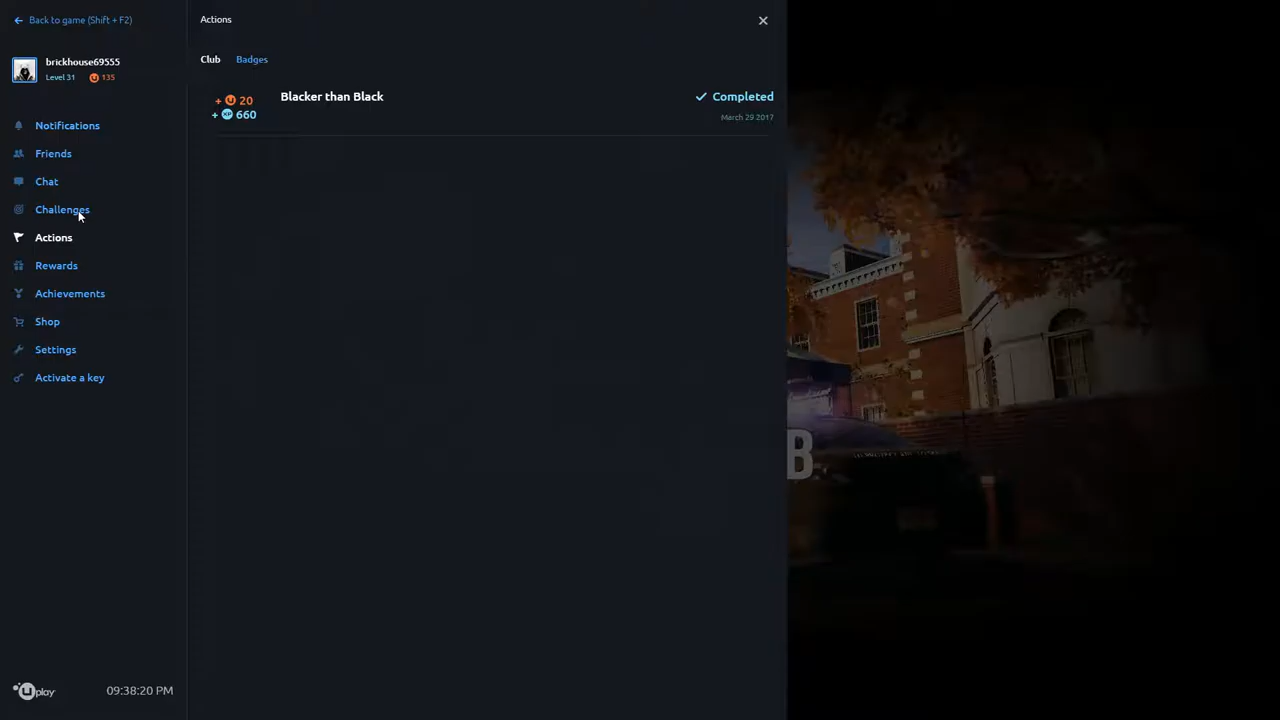 Back to game (Shift + F2)
brickhouse69555
Level 31 135
Notifications
Friends
Chat
Challenges
Actions
Rewards
Achievements
Shop
Settings
Activate a key
uplay 09:38:20 PM
Actions
Club Badges
+ 20
+ XP 660
Blacker than Black
Completed
March 29 2017
B